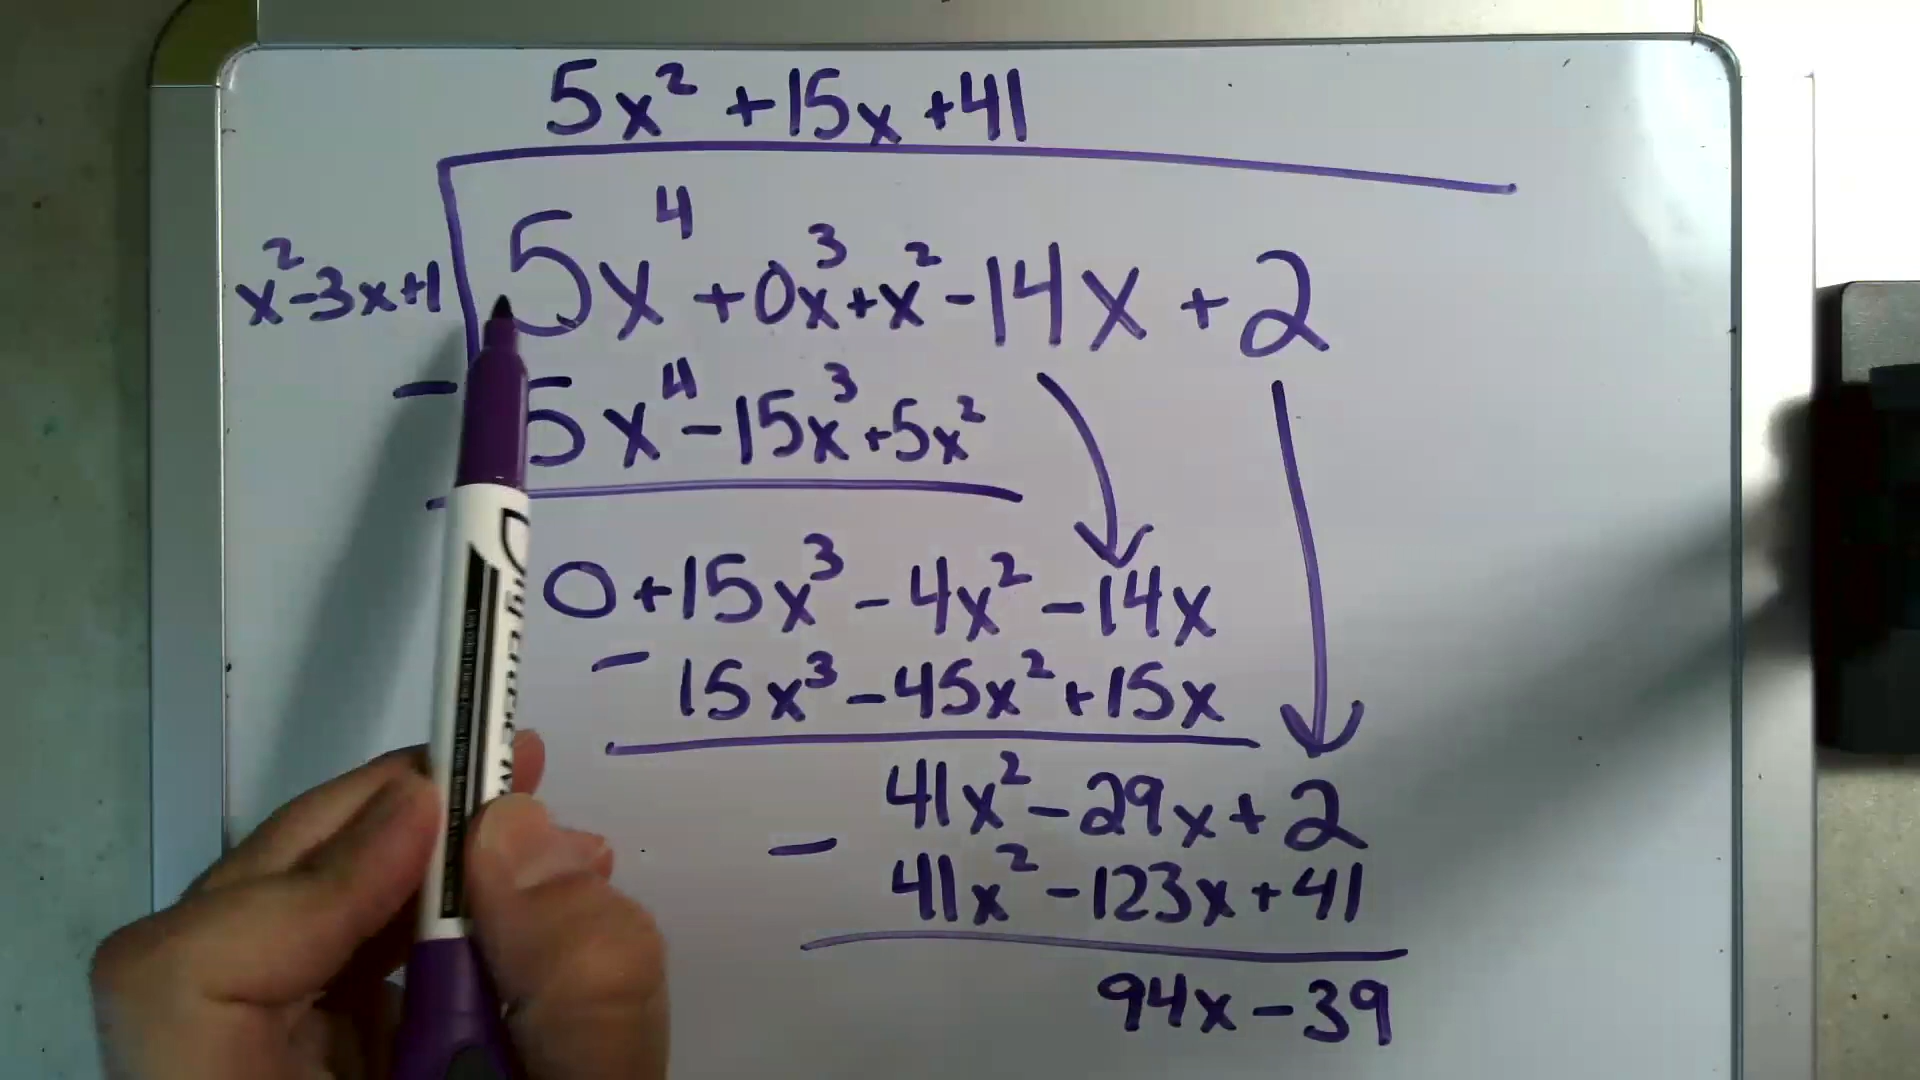 5x² +15x +41
x²-3x+1 5x⁴ +0x³+x² -14x + 2
- 5x⁴ -15x³ +5x²
0 +15x³ - 4x² -14x
- 15x³ -45x² +15x
41x² - 29x + 2
- 41x² -123x + 41
94x - 39